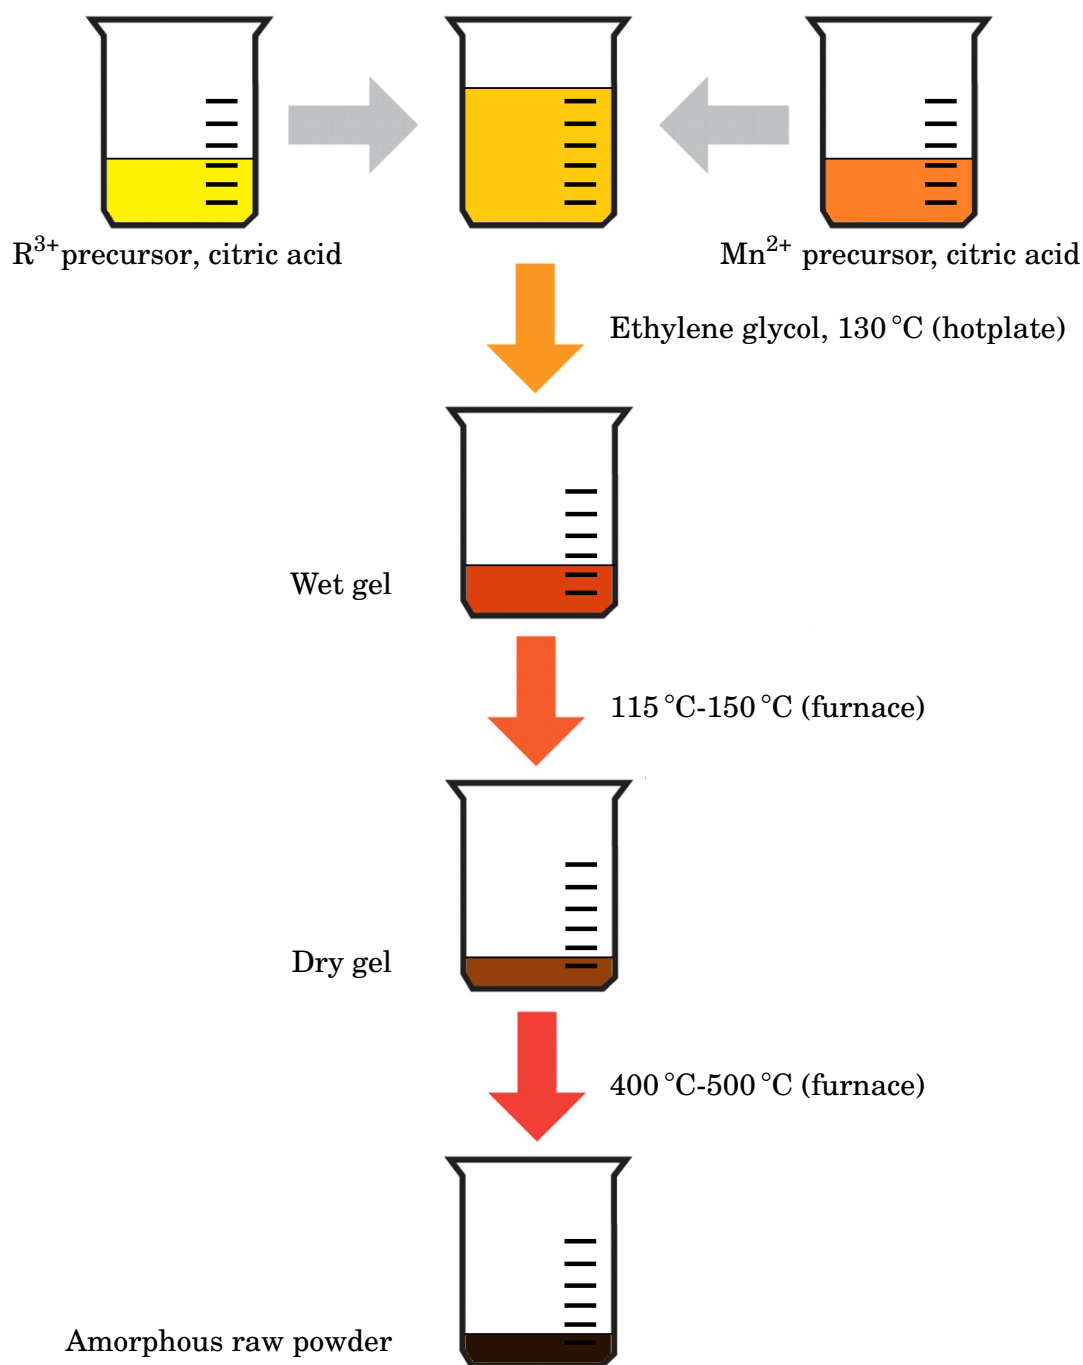 R³⁺precursor, citric acid
Mn²⁺ precursor, citric acid
Ethylene glycol, 130 °C (hotplate)
Wet gel
115 °C-150 °C (furnace)
Dry gel
400 °C-500 °C (furnace)
Amorphous raw powder